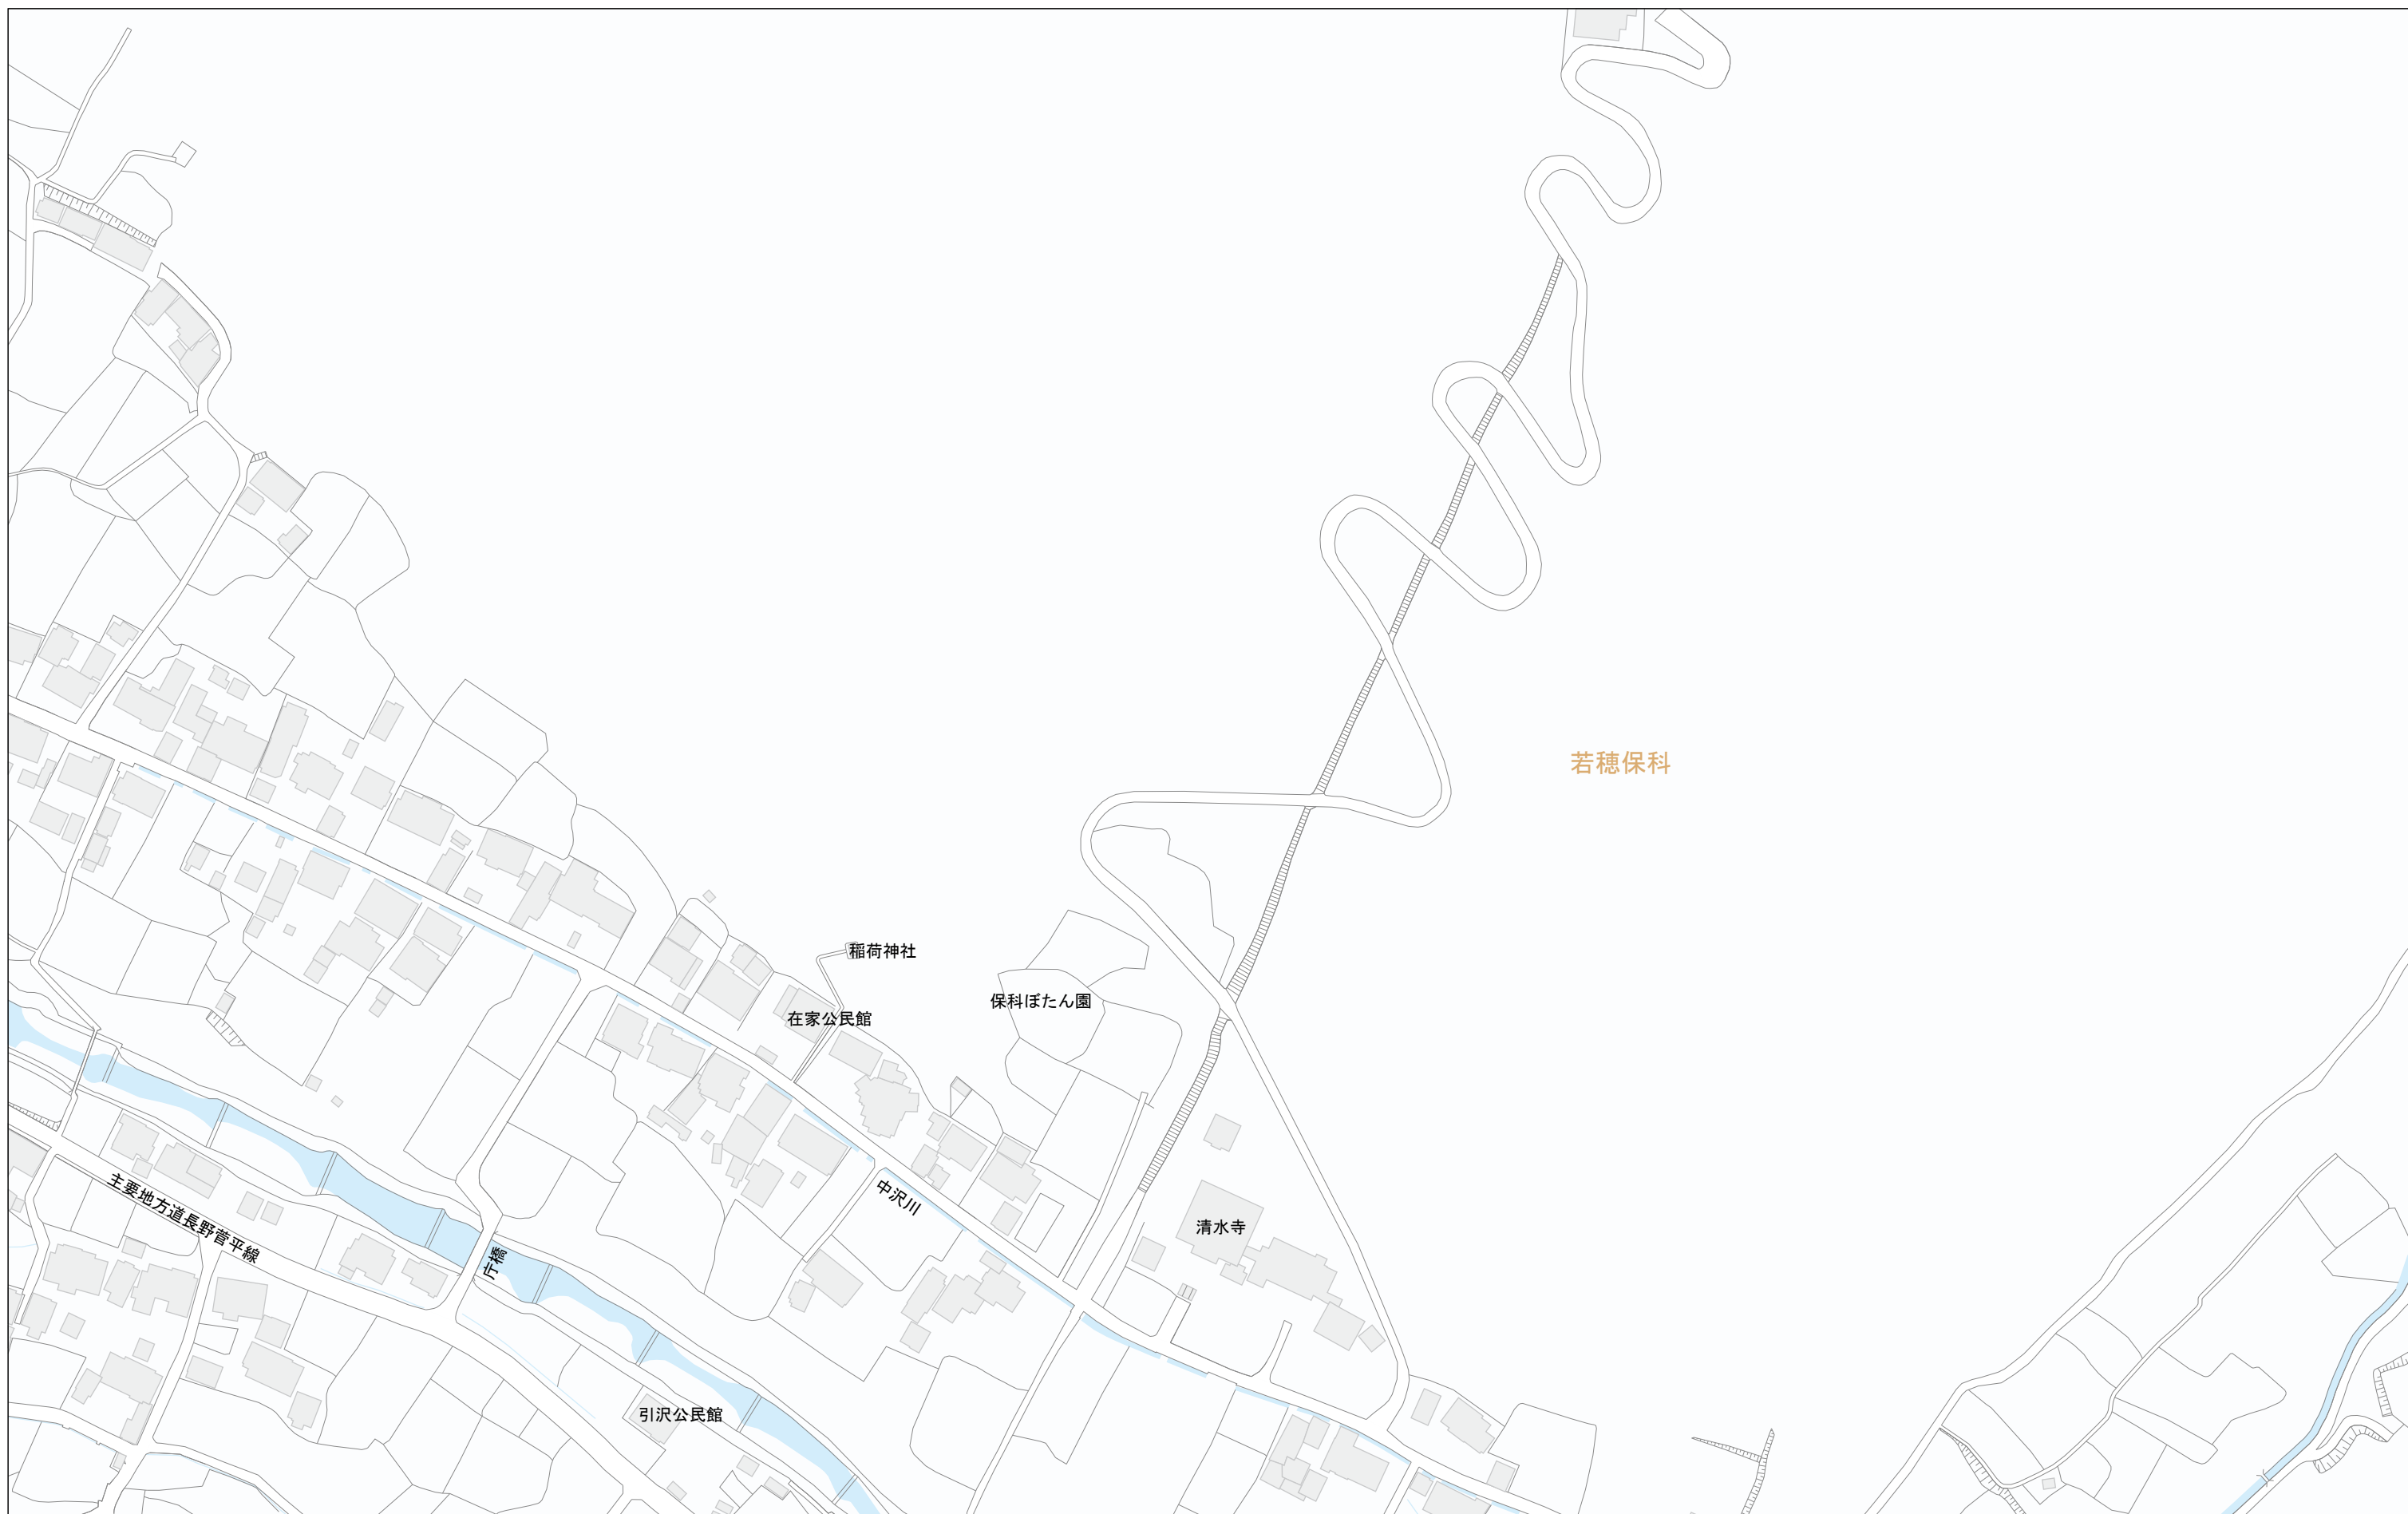 若穂保科
稲荷神社
保科ぼたん園
在家公民館
中沢川
主要地方道長野菅平線
清水寺
庁橋
引沢公民館